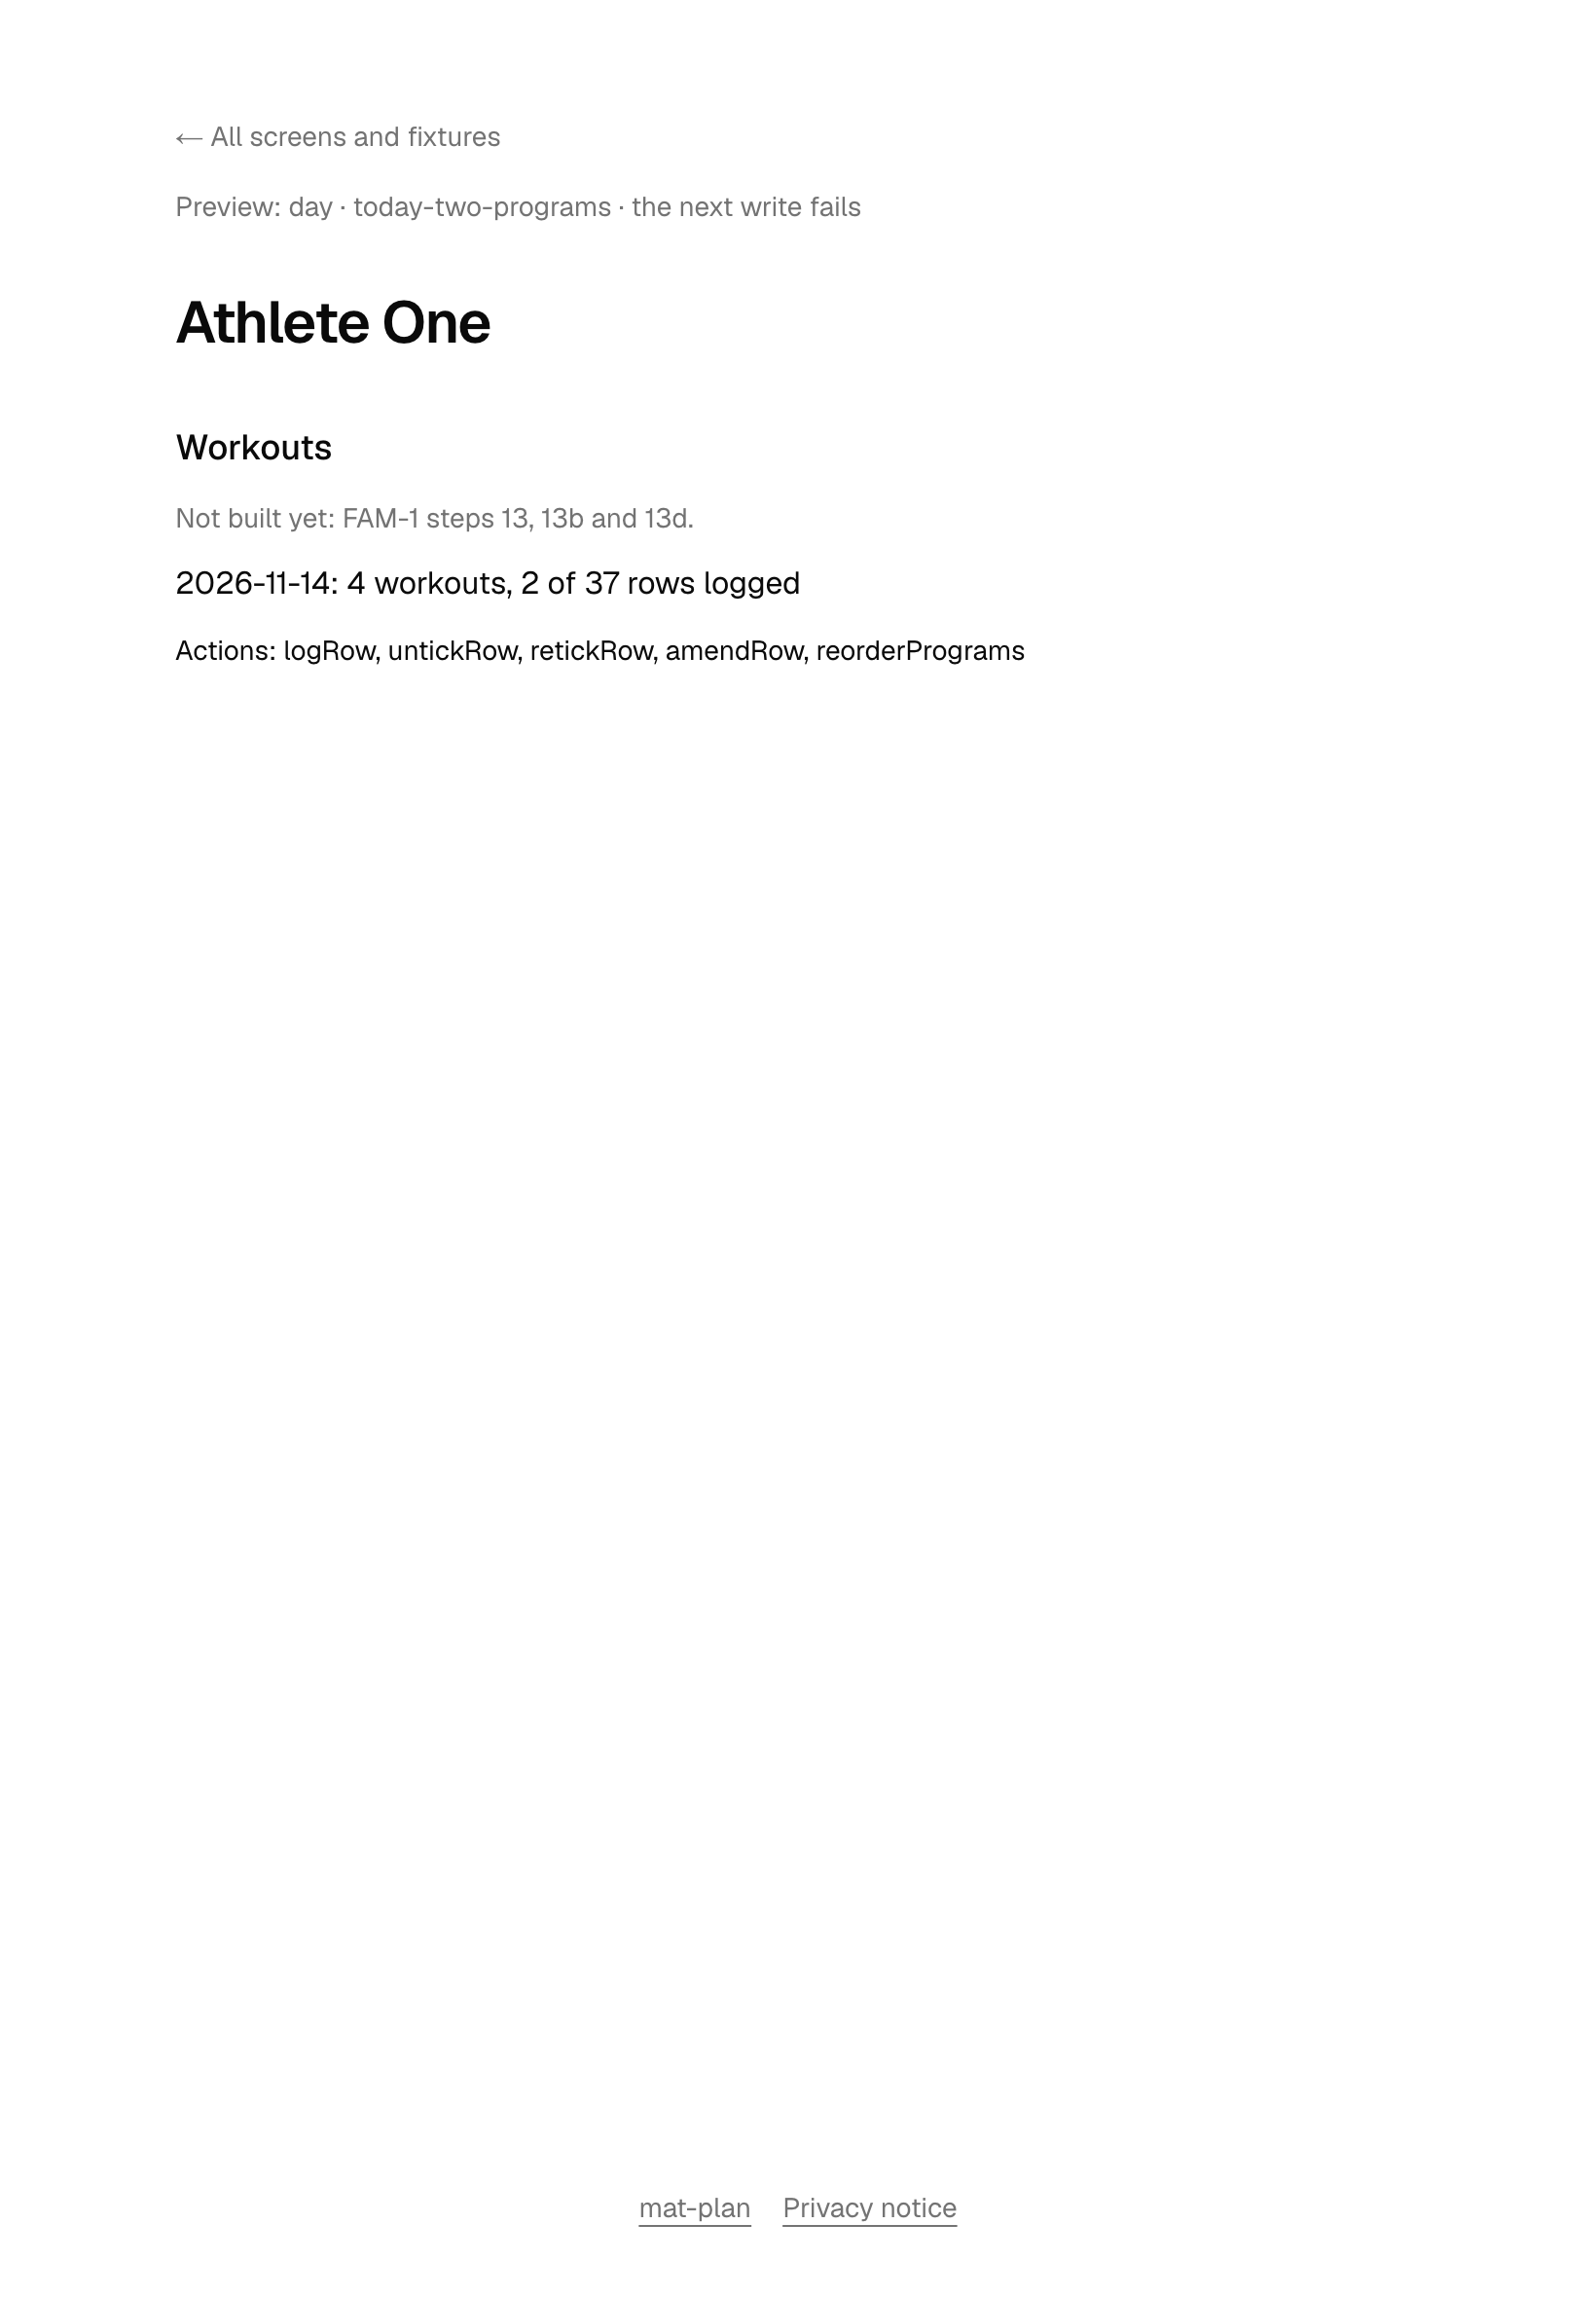 ← All screens and fixtures
Preview: day · today-two-programs · the next write fails
Athlete One
Workouts
Not built yet: FAM-1 steps 13, 13b and 13d.
2026-11-14: 4 workouts, 2 of 37 rows logged
Actions: logRow, untickRow, retickRow, amendRow, reorderPrograms
mat-plan Privacy notice